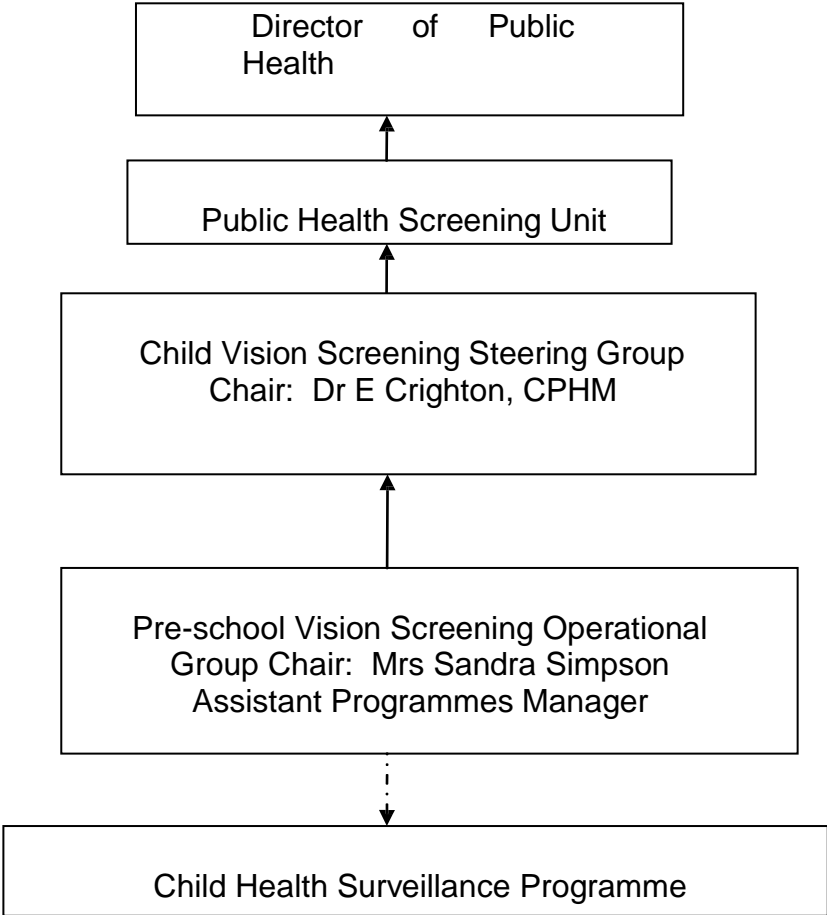 Director of Public
Health
Public Health Screening Unit
Child Vision Screening Steering Group
Chair: Dr E Crighton, CPHM
Pre-school Vision Screening Operational
Group Chair: Mrs Sandra Simpson
Assistant Programmes Manager
Child Health Surveillance Programme